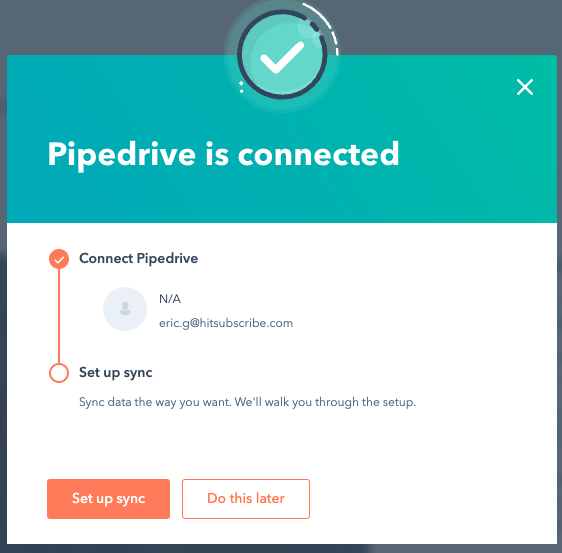 Pipedrive is connected
Connect Pipedrive
N/A
eric.g@hitsubscribe.com
Set up sync
Sync data the way you want. We'll walk you through the setup.
Set up sync
Do this later